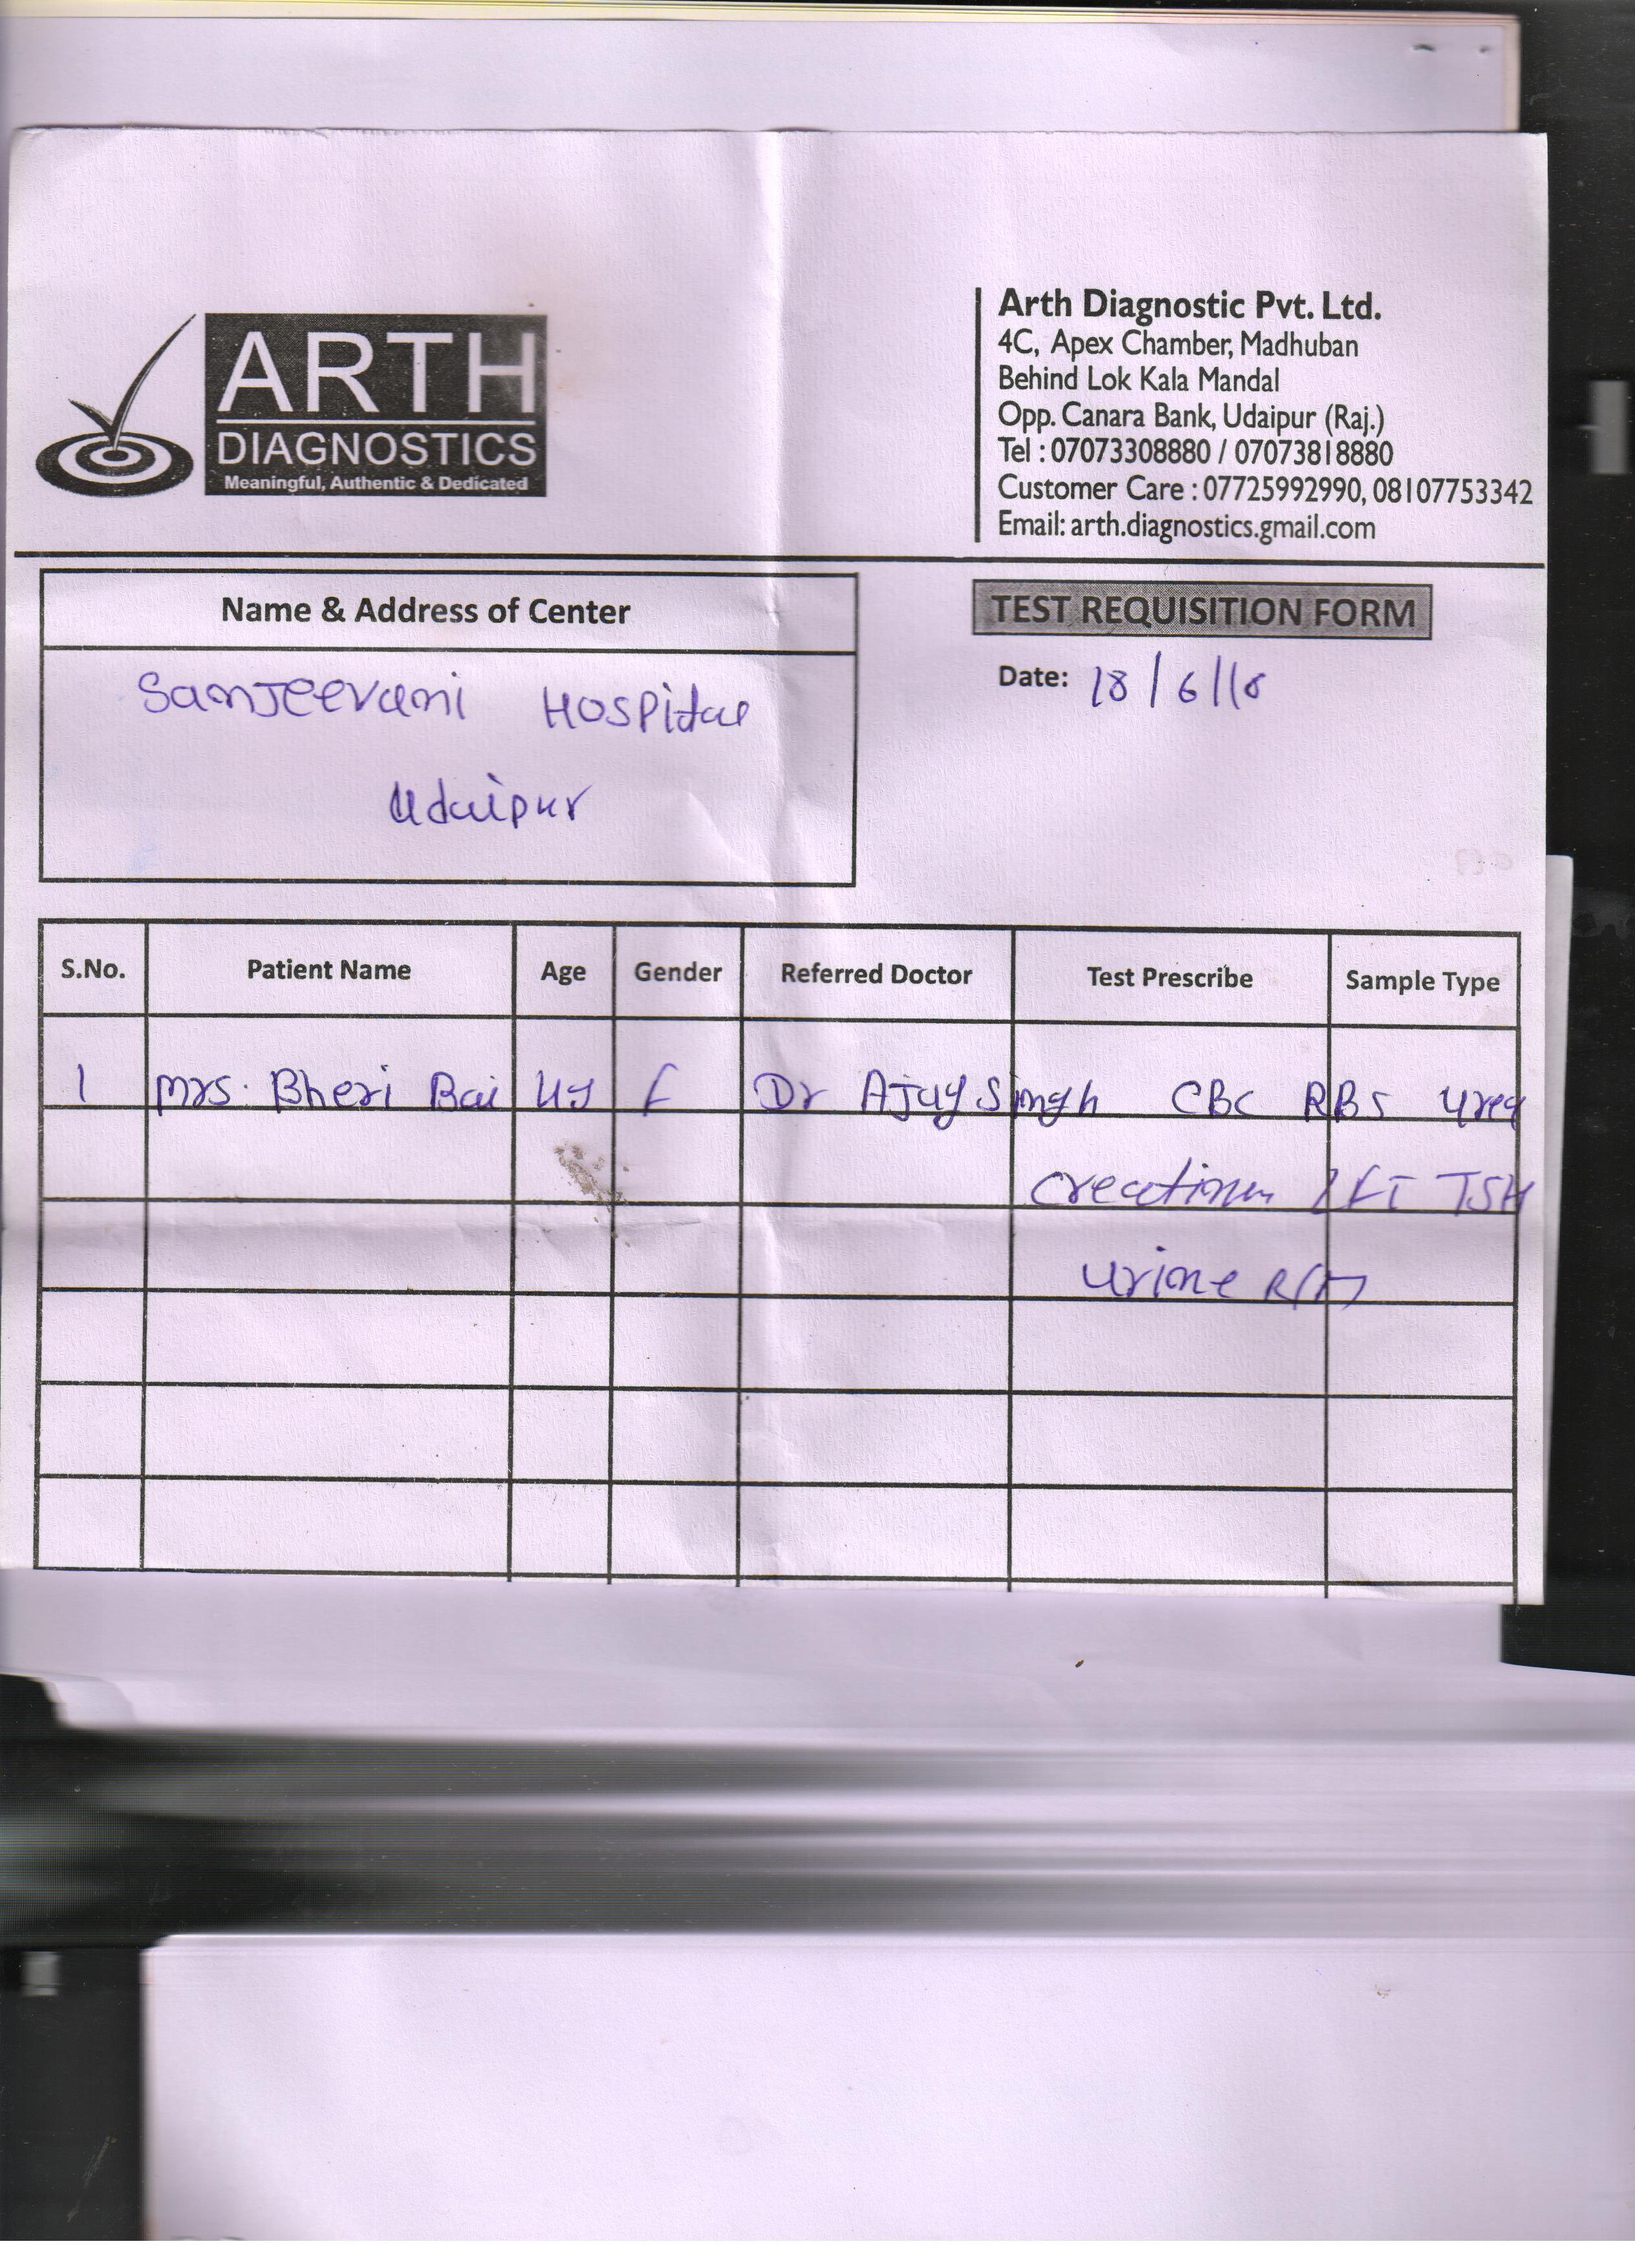 ARTH
DIAGNOSTICS
Meaningful, Authentic & Dedicated
Arth Diagnostic Pvt. Ltd.
4C, Apex Chamber, Madhuban
Behind Lok Kala Mandal
Opp. Canara Bank, Udaipur (Raj.)
Tel : 07073308880 / 07073818880
Customer Care : 07725992990, 08107753342
Email: arth.diagnostics.gmail.com
Name & Address of Center
Sanjeevani Hospital
Udaipur
TEST REQUISITION FORM
Date: 18/6/18
S.No. Patient Name Age Gender Referred Doctor Test Prescribe Sample Type
1 Mrs. Bheri Bai F Dr Ajay Singh CBC RBS Urea
Creatinin LFT TSH
Urine R/M